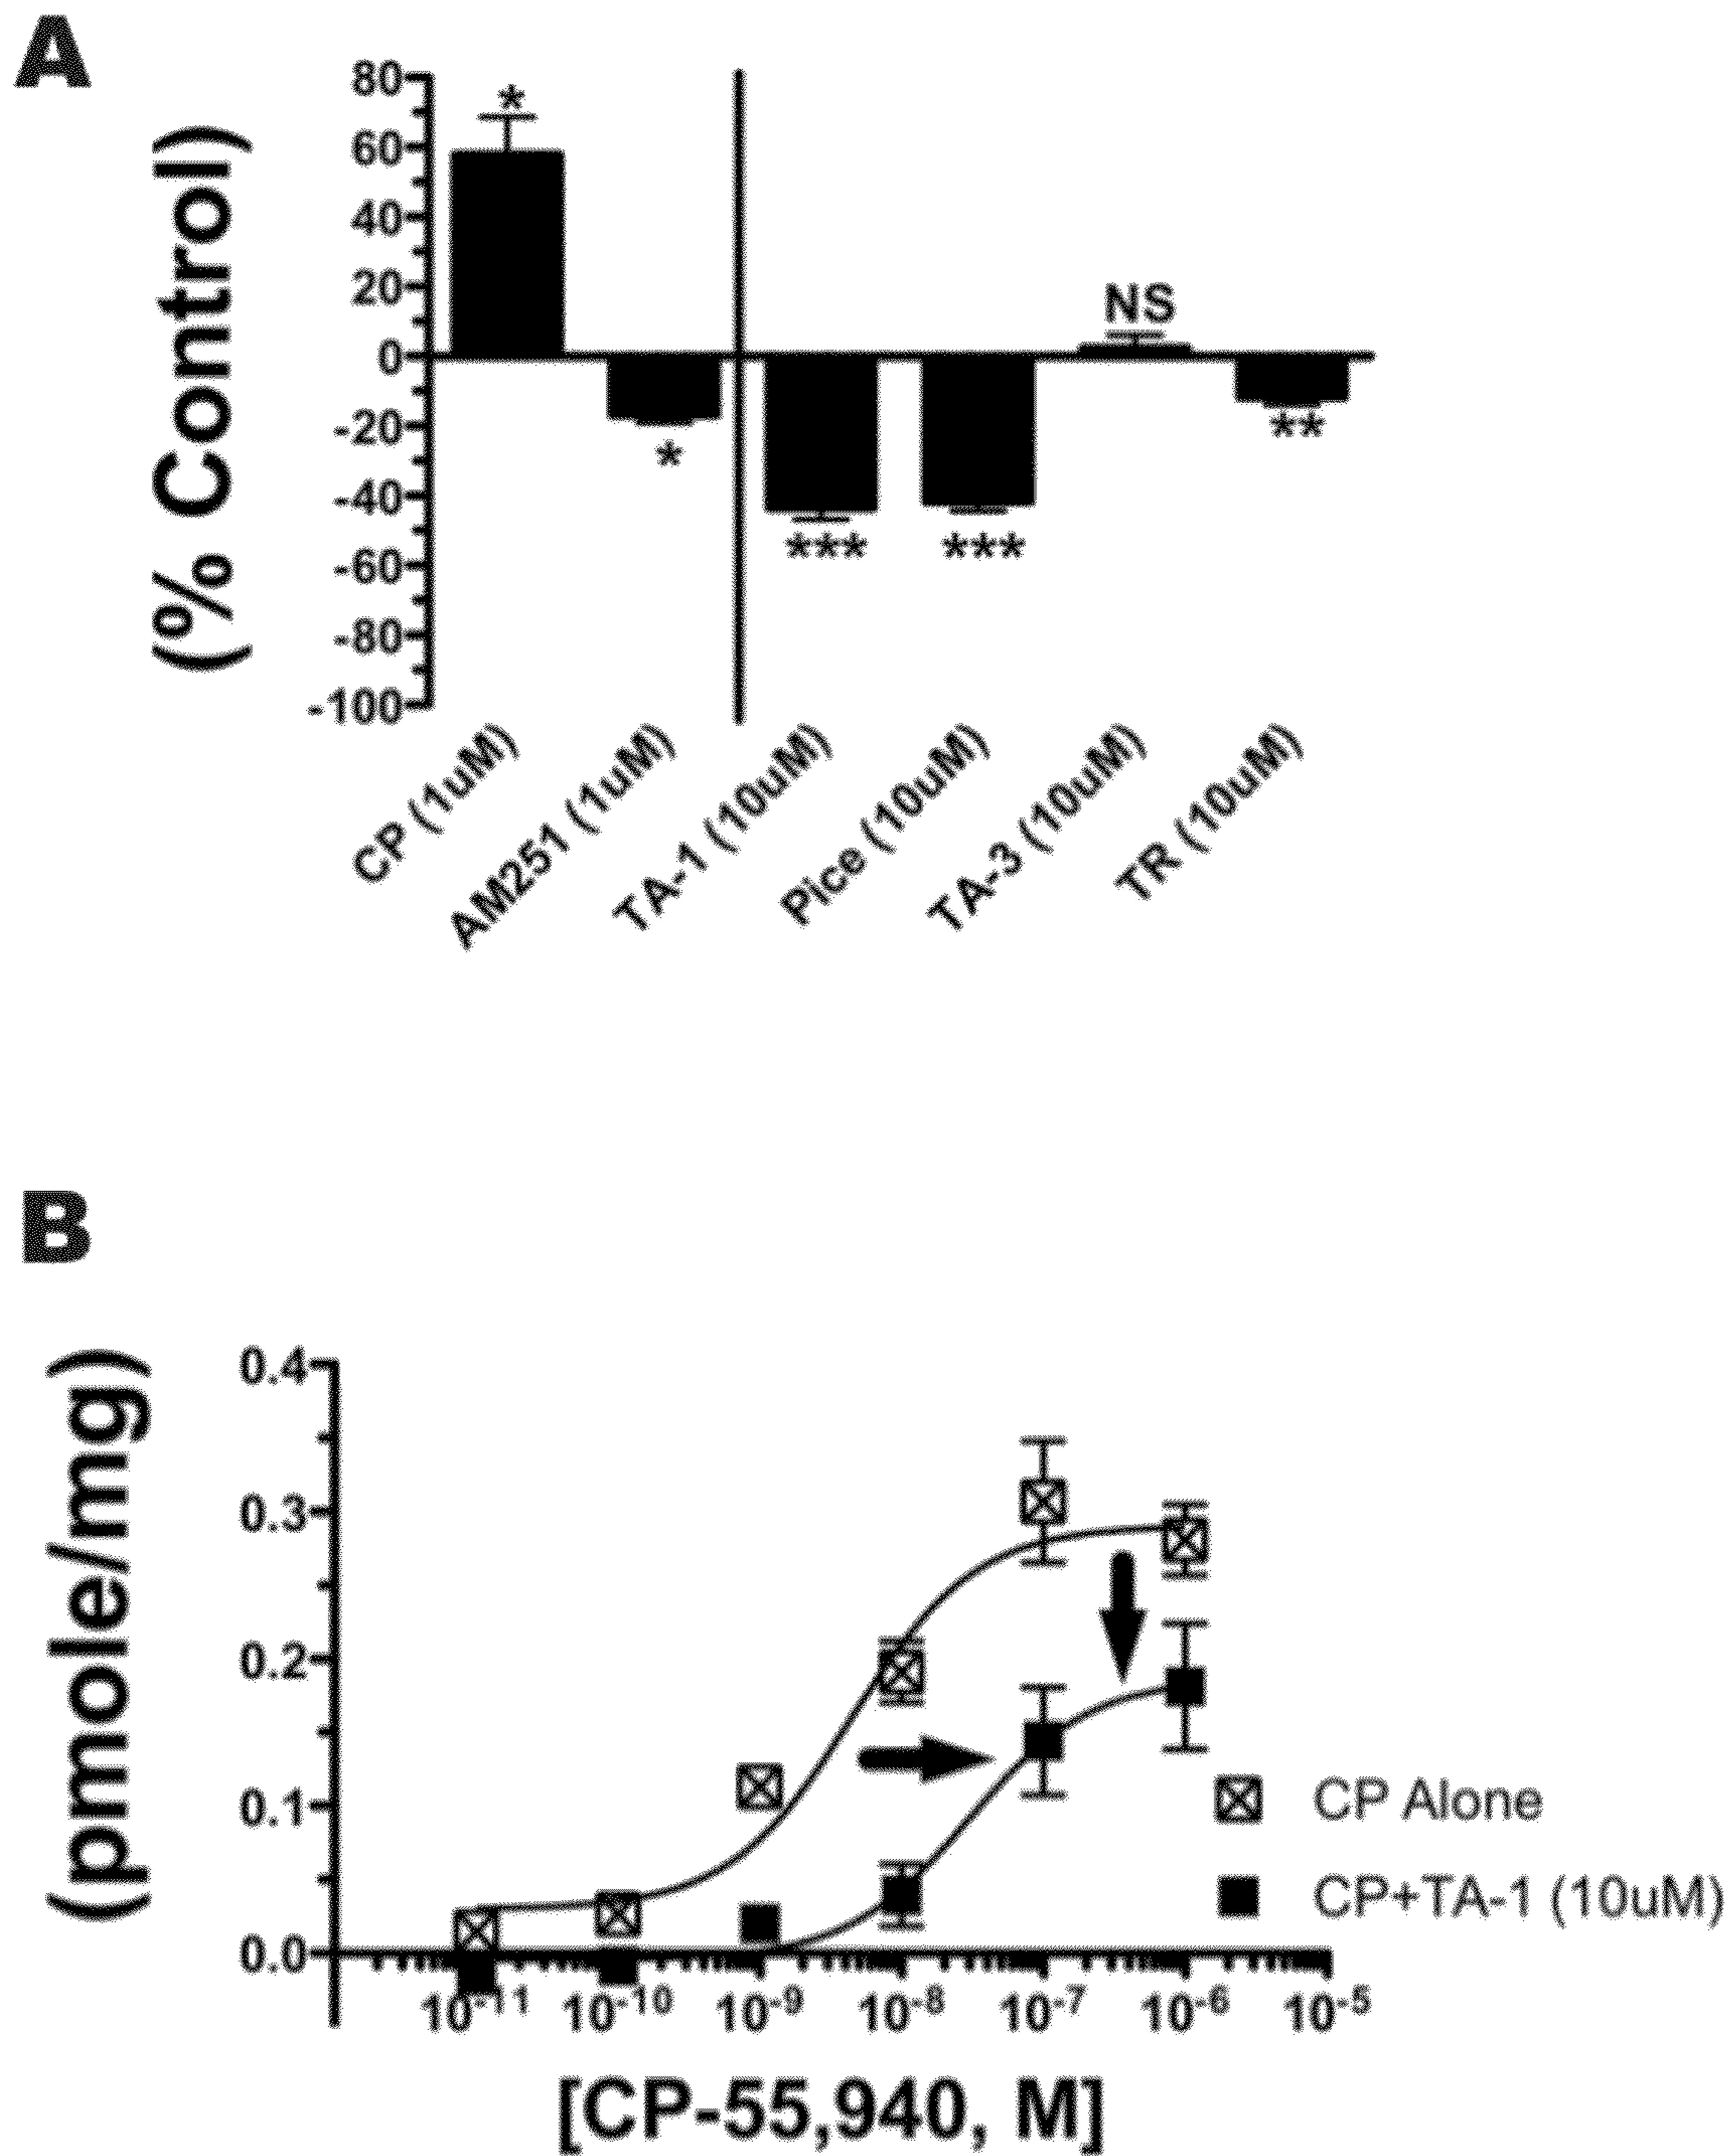 A
(% Control)
80
60
40
20
0
-20
-40
-60
-80
-100
*
*
***
***
NS
**
CP (1uM)
AM251 (1uM)
TA-1 (10uM)
Pice (10uM)
TA-3 (10uM)
TR (10uM)
B
(pmole/mg)
0.4
0.3
0.2
0.1
0.0
CP Alone
CP+TA-1 (10uM)
10-11 10-10 10-9 10-8 10-7 10-6 10-5
[CP-55,940, M]